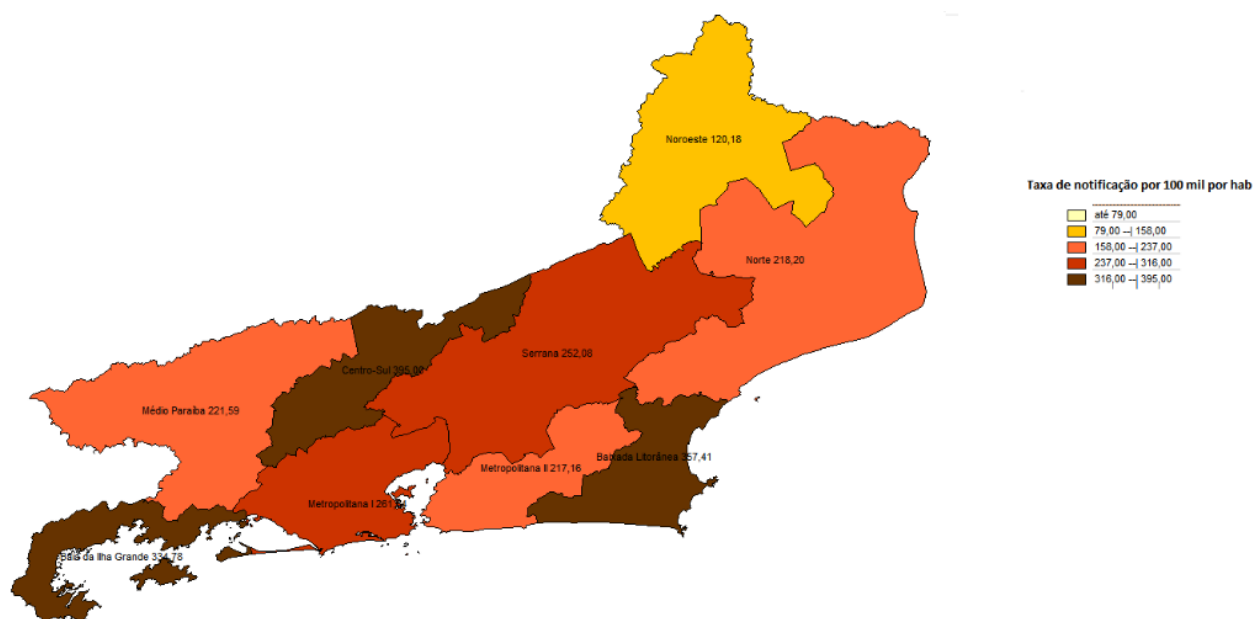 Noroeste 120,18
Taxa de notificação por 100 mil por hab
até 79,00
79,00 --| 158,00
158,00 --| 237,00
237,00 --| 316,00
316,00 --| 395,00
Norte 218,20
Serrana 252,08
Centro-Sul 395,00
Médio Paraíba 221,59
Baixada Litorânea 357,41
Metropolitana II 217,16
Metropolitana I
Baía da Ilha Grande 334,78